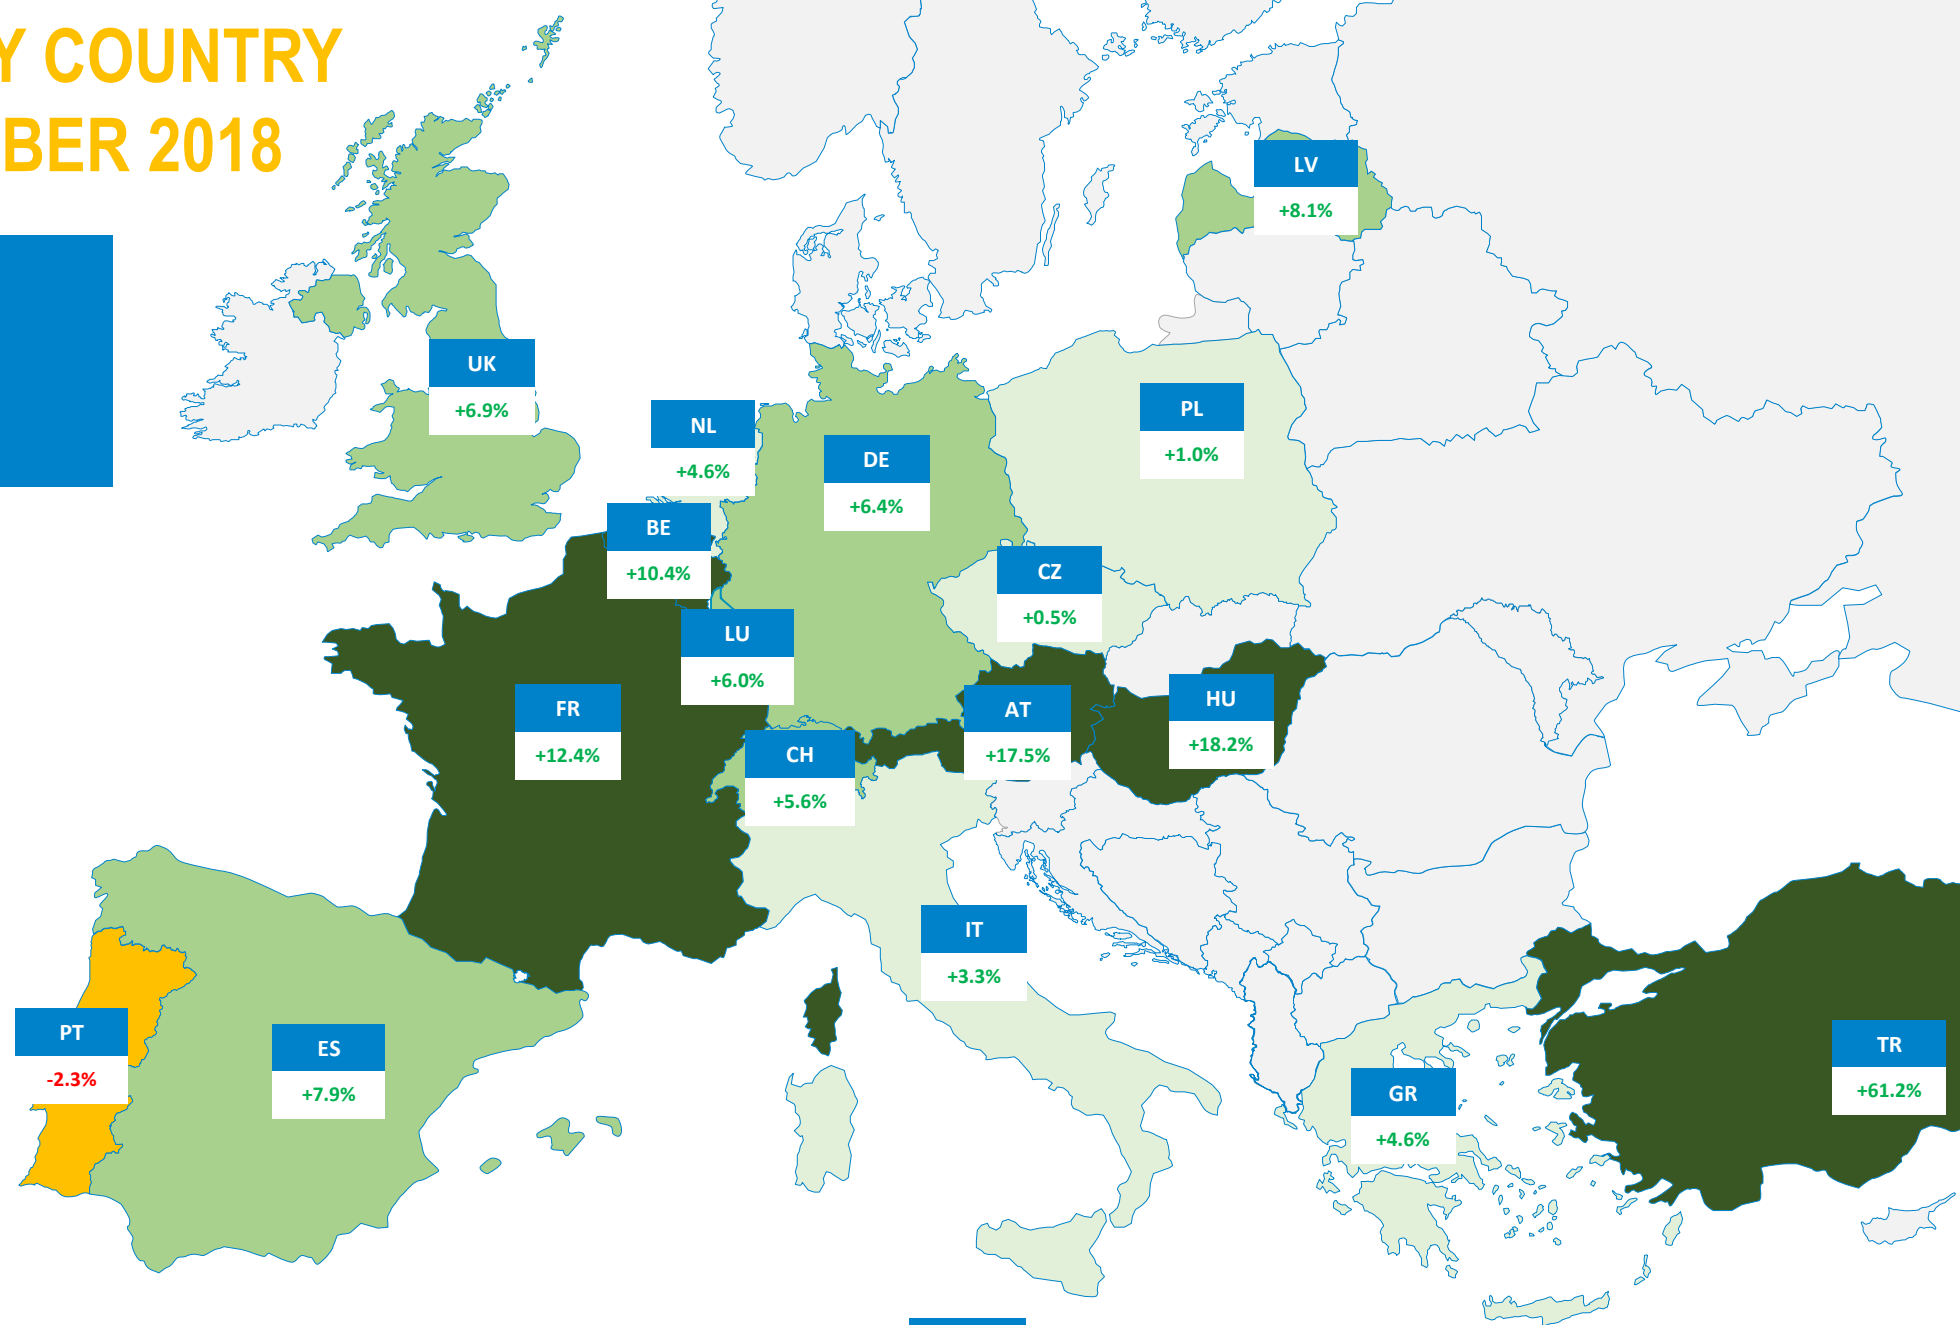 Y COUNTRY
BER 2018
LV
+8.1%
UK
+6.9%
PL
+1.0%
NL
+4.6%
DE
+6.4%
BE
+10.4%
CZ
+0.5%
LU
+6.0%
FR
+12.4%
AT
+17.5%
HU
+18.2%
CH
+5.6%
IT
+3.3%
PT
-2.3%
ES
+7.9%
TR
+61.2%
GR
+4.6%